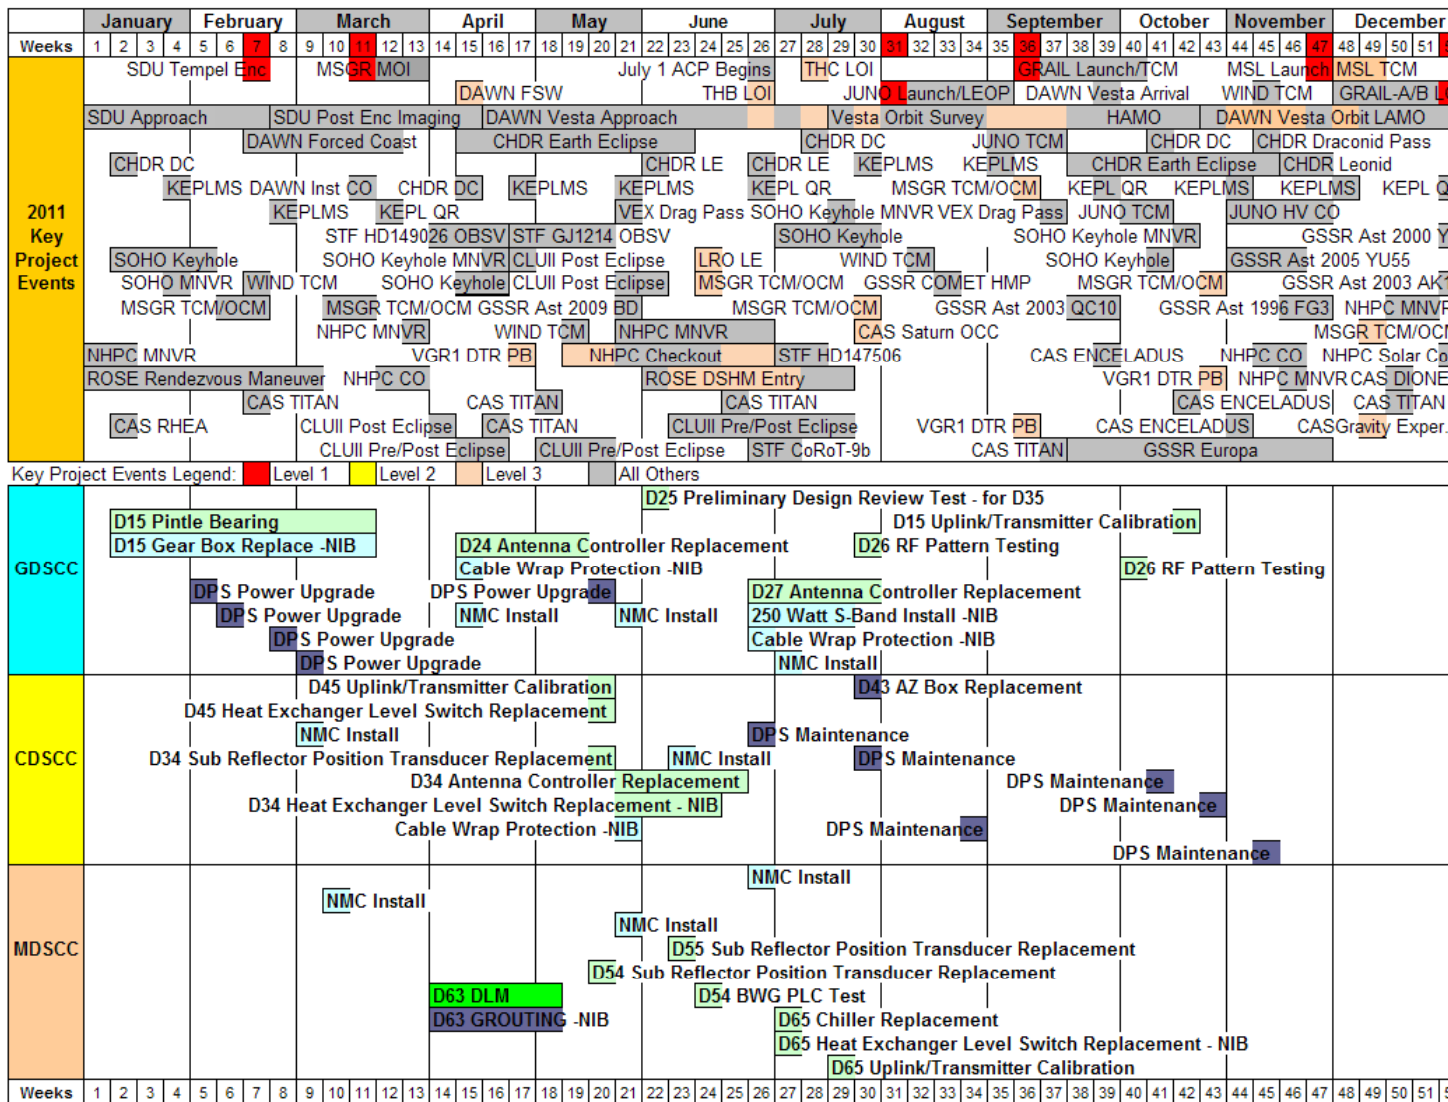 January February March April May June July August September October November December
Weeks 1 2 3 4 5 6 7 8 9 10 11 12 13 14 15 16 17 18 19 20 21 22 23 24 25 26 27 28 29 30 31 32 33 34 35 36 37 38 39 40 41 42 43 44 45 46 47 48 49 50 51
2011 Key Project Events
SDU Tempel Enc MSGR MOI July 1 ACP Begins THC LOI GRAIL Launch/TCM MSL Launch MSL TCM
DAWN FSW THB LOI JUNO Launch/LEOP DAWN Vesta Arrival WIND TCM GRAIL-A/B LO
SDU Approach SDU Post Enc Imaging DAWN Vesta Approach Vesta Orbit Survey HAMO DAWN Vesta Orbit LAMO
DAWN Forced Coast CHDR Earth Eclipse CHDR DC JUNO TCM CHDR DC CHDR Draconid Pass
CHDR DC CHDR LE CHDR LE KEPLMS KEPLMS CHDR Earth Eclipse CHDR Leonid
KEPLMS DAWN Inst CO CHDR DC KEPLMS KEPLMS KEPL QR MSGR TCM/OCM KEPL QR KEPLMS KEPLMS KEPL Q
KEPLMS KEPL QR VEX Drag Pass SOHO Keyhole MNVR VEX Drag Pass JUNO TCM JUNO HV CO
STF HD149026 OBSV STF GJ1214 OBSV SOHO Keyhole SOHO Keyhole MNVR GSSR Ast 2000 Y
SOHO Keyhole SOHO Keyhole MNVR CLUII Post Eclipse LRO LE WIND TCM SOHO Keyhole GSSR Ast 2005 YU55
SOHO MNVR WIND TCM SOHO Keyhole CLUII Post Eclipse MSGR TCM/OCM GSSR COMET HMP MSGR TCM/OCM GSSR Ast 2003 AK1
MSGR TCM/OCM MSGR TCM/OCM GSSR Ast 2009 BD MSGR TCM/OCM GSSR Ast 2003 QC10 GSSR Ast 1996 FG3 NHPC MNVR
NHPC MNVR WIND TCM NHPC MNVR CAS Saturn OCC MSGR TCM/OCM
NHPC MNVR VGR1 DTR PB NHPC Checkout STF HD147506 CAS ENCELADUS NHPC CO NHPC Solar Co
ROSE Rendezvous Maneuver NHPC CO ROSE DSHM Entry VGR1 DTR PB NHPC MNVR CAS DIONE
CAS TITAN CAS TITAN CAS TITAN CAS ENCELADUS CAS TITAN
CAS RHEA CLUII Post Eclipse CAS TITAN CLUII Pre/Post Eclipse VGR1 DTR PB CAS ENCELADUS CASGravity Exper.
CLUII Pre/Post Eclipse CLUII Pre/Post Eclipse STF CoRoT-9b CAS TITAN GSSR Europa
Key Project Events Legend: Level 1 Level 2 Level 3 All Others
GDSCC
D25 Preliminary Design Review Test - for D35
D15 Pintle Bearing D15 Uplink/Transmitter Calibration
D15 Gear Box Replace -NIB D24 Antenna Controller Replacement D26 RF Pattern Testing
Cable Wrap Protection -NIB D26 RF Pattern Testing
DPS Power Upgrade DPS Power Upgrade D27 Antenna Controller Replacement
DPS Power Upgrade NMC Install NMC Install 250 Watt S-Band Install -NIB
DPS Power Upgrade Cable Wrap Protection -NIB
DPS Power Upgrade NMC Install
CDSCC
D45 Uplink/Transmitter Calibration D43 AZ Box Replacement
D45 Heat Exchanger Level Switch Replacement
NMC Install DPS Maintenance
D34 Sub Reflector Position Transducer Replacement NMC Install DPS Maintenance
D34 Antenna Controller Replacement DPS Maintenance
D34 Heat Exchanger Level Switch Replacement - NIB DPS Maintenance
Cable Wrap Protection -NIB DPS Maintenance
DPS Maintenance
MDSCC
NMC Install
NMC Install
NMC Install
D55 Sub Reflector Position Transducer Replacement
D54 Sub Reflector Position Transducer Replacement
D63 DLM D54 BWG PLC Test
D63 GROUTING -NIB D65 Chiller Replacement
D65 Heat Exchanger Level Switch Replacement - NIB
D65 Uplink/Transmitter Calibration
Weeks 1 2 3 4 5 6 7 8 9 10 11 12 13 14 15 16 17 18 19 20 21 22 23 24 25 26 27 28 29 30 31 32 33 34 35 36 37 38 39 40 41 42 43 44 45 46 47 48 49 50 51